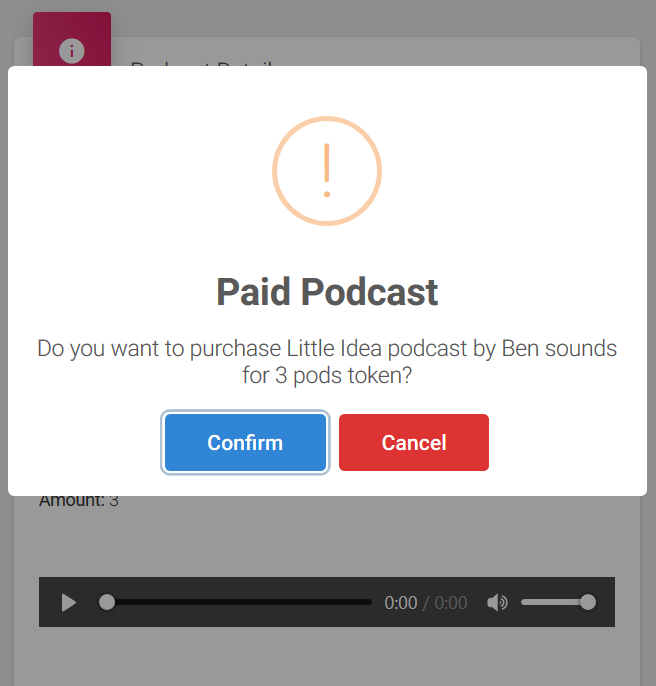 Paid Podcast
Do you want to purchase Little Idea podcast by Ben sounds
for 3 pods token?
Confirm
Cancel
Amount: 3
0:00 / 0:00